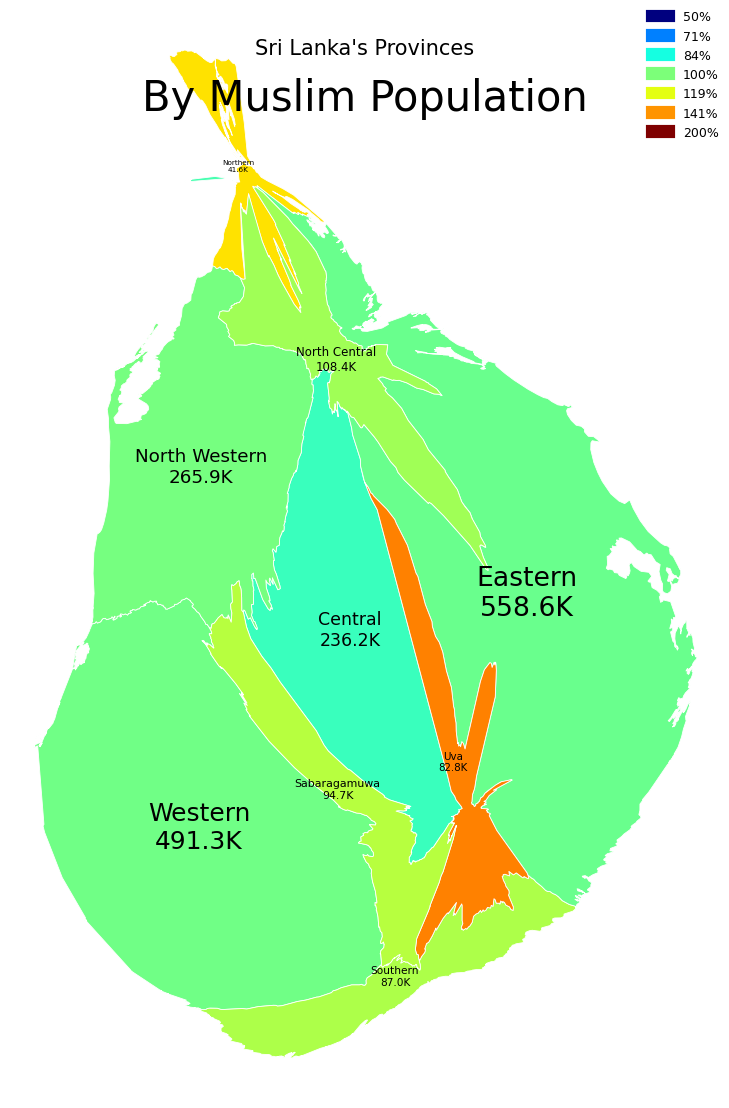 Sri Lanka's Provinces
By Muslim Population
50%
71%
84%
100%
119%
141%
200%
Northern
41.6K
North Central
108.4K
North Western
265.9K
Eastern
558.6K
Central
236.2K
Uva
82.8K
Sabaragamuwa
94.7K
Western
491.3K
Southern
87.0K